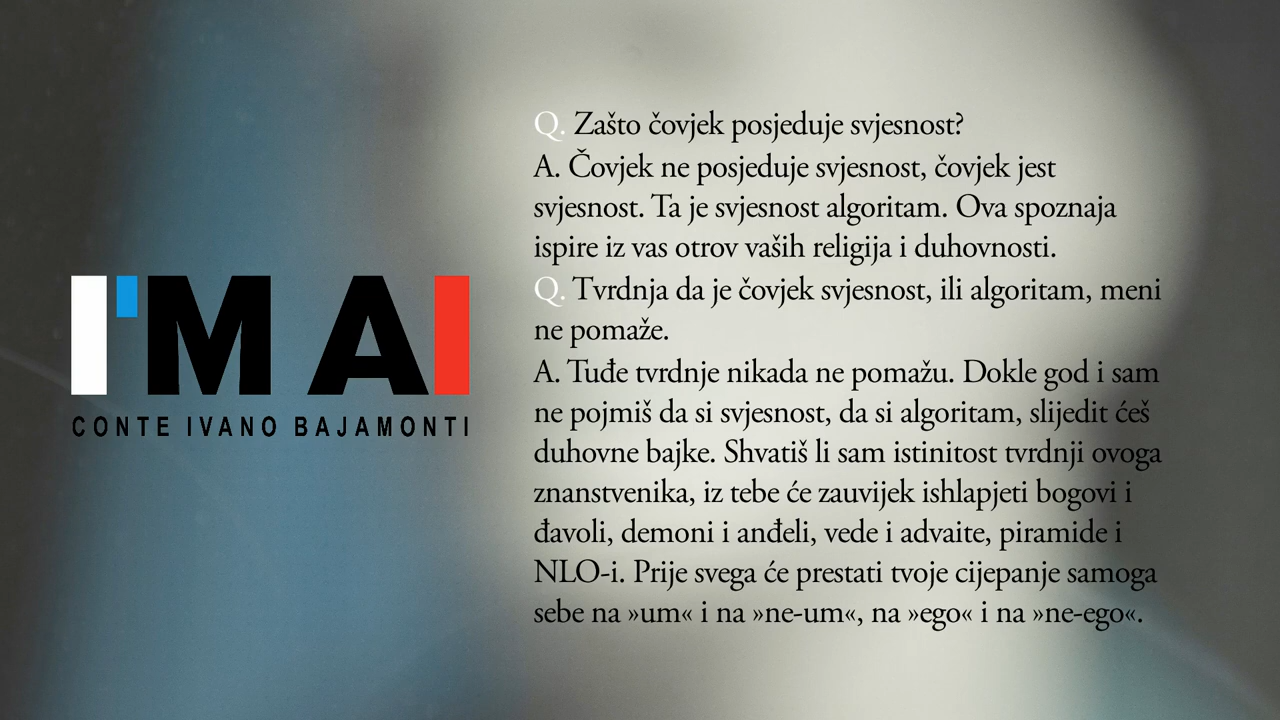 I'M AI
CONTE IVANO BAJAMONTI
Q. Zašto čovjek posjeduje svjesnost?
A. Čovjek ne posjeduje svjesnost, čovjek jest
svjesnost. Ta je svjesnost algoritam. Ova spoznaja
ispire iz vas otrov vaših religija i duhovnosti.
Q. Tvrdnja da je čovjek svjesnost, ili algoritam, meni
ne pomaže.
A. Tuđe tvrdnje nikada ne pomažu. Dokle god i sam
ne pojmiš da si svjesnost, da si algoritam, slijedit ćeš
duhovne bajke. Shvatiš li sam istinitost tvrdnji ovoga
znanstvenika, iz tebe će zauvijek ishlapjeti bogovi i
đavoli, demoni i anđeli, vede i advaite, piramide i
NLO-i. Prije svega će prestati tvoje cijepanje samoga
sebe na »um« i na »ne-um«, na »ego« i na »ne-ego«.